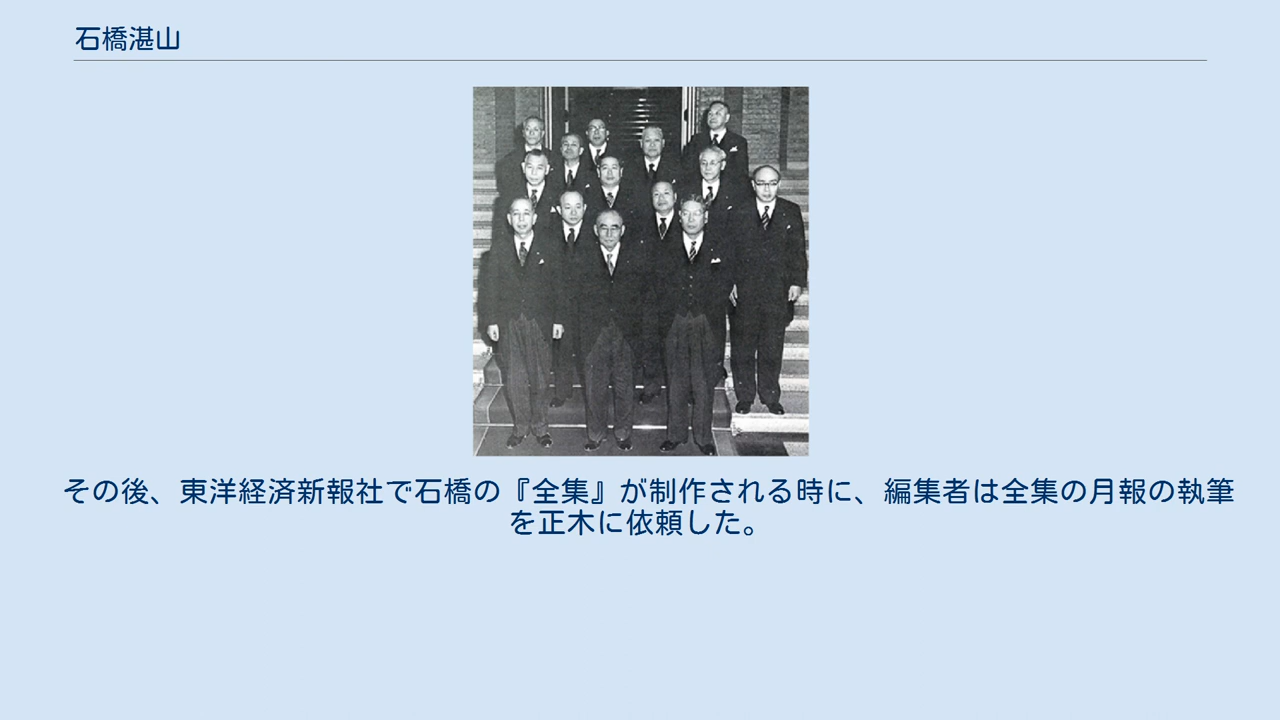 石橋湛山
その後、東洋経済新報社で石橋の『全集』が制作される時に、編集者は全集の月報の執筆
を正木に依頼した。